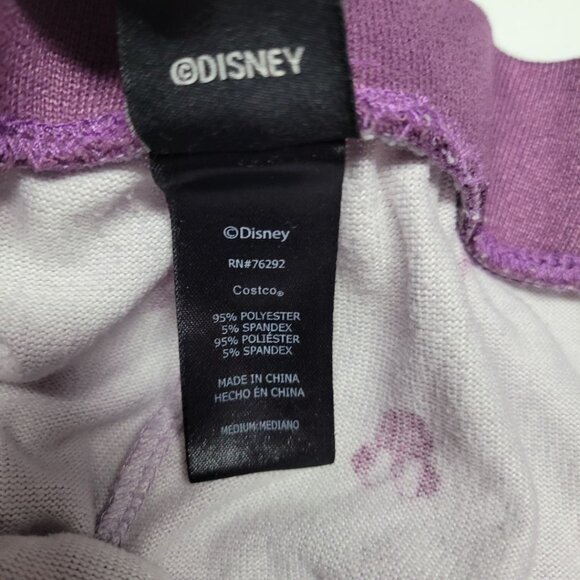 ©DISNEY
©Disney
RN#76292
Costco®
95% POLYESTER
5% SPANDEX
95% POLIÉSTER
5% SPANDEX
MADE IN CHINA
HECHO EN CHINA
MEDIUM:MEDIANO